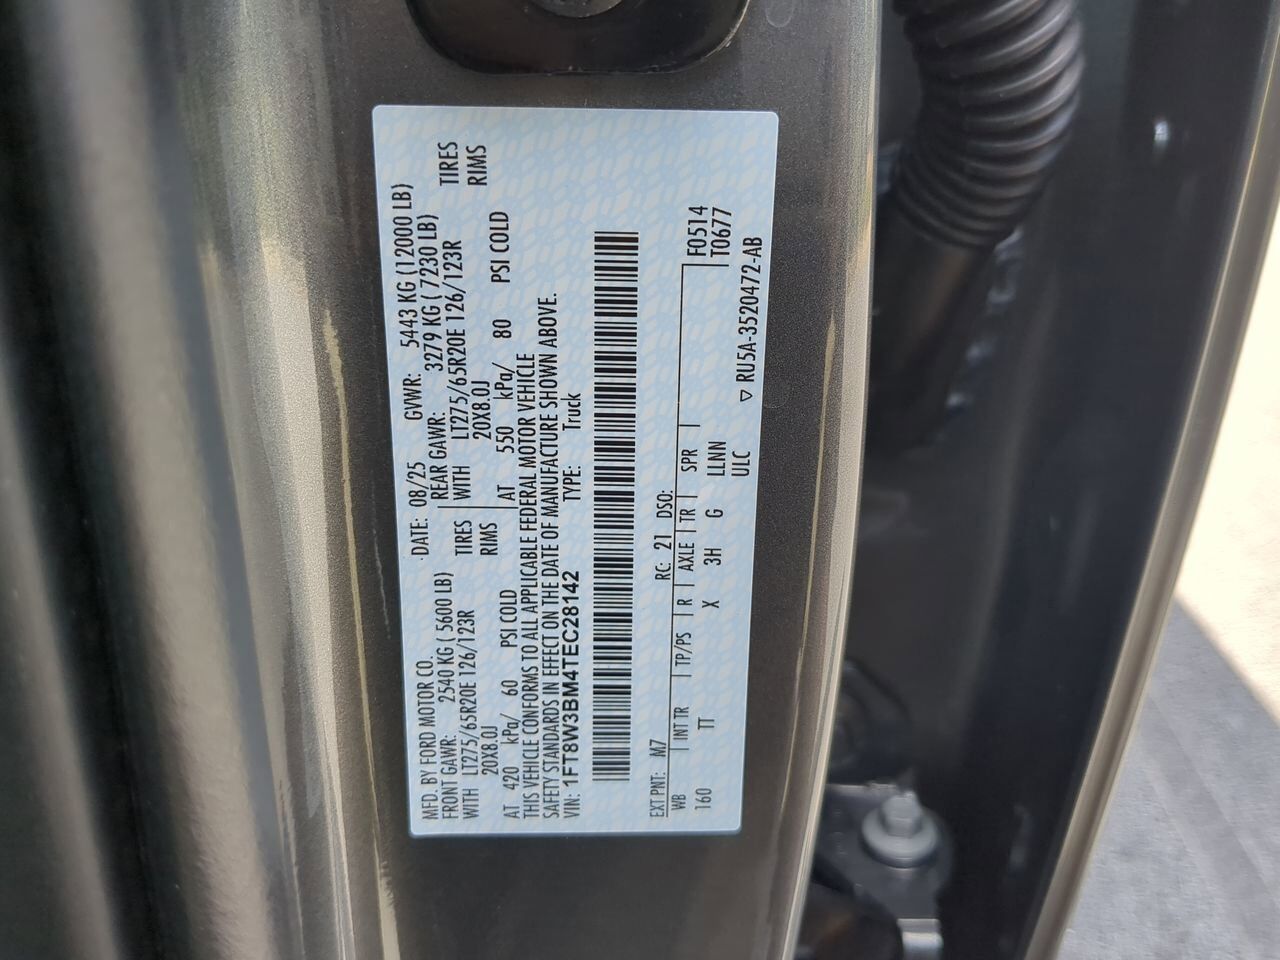 MFD. BY FORD MOTOR CO. DATE: 08/25 GVWR: 5443 KG (12000 LB)
FRONT GAWR: 2540 KG ( 5600 LB) REAR GAWR: 3279 KG ( 7230 LB)
WITH LT275/65R20E 126/123R TIRES WITH LT275/65R20E 126/123R TIRES
20X8.0J RIMS 20X8.0J RIMS
AT 420 kPa/ 60 PSI COLD AT 550 kPa/ 80 PSI COLD
THIS VEHICLE CONFORMS TO ALL APPLICABLE FEDERAL MOTOR VEHICLE
SAFETY STANDARDS IN EFFECT ON THE DATE OF MANUFACTURE SHOWN ABOVE.
VIN: 1FT8W3BM4TEC28142 TYPE: Truck
EXT PNT: M7 RC: 21 DSO:
WB INT TR TP/PS R AXLE TR SPR F0514
160 TT X 3H G LLNN T0677
ULC
▽ RU5A-3520472-AB